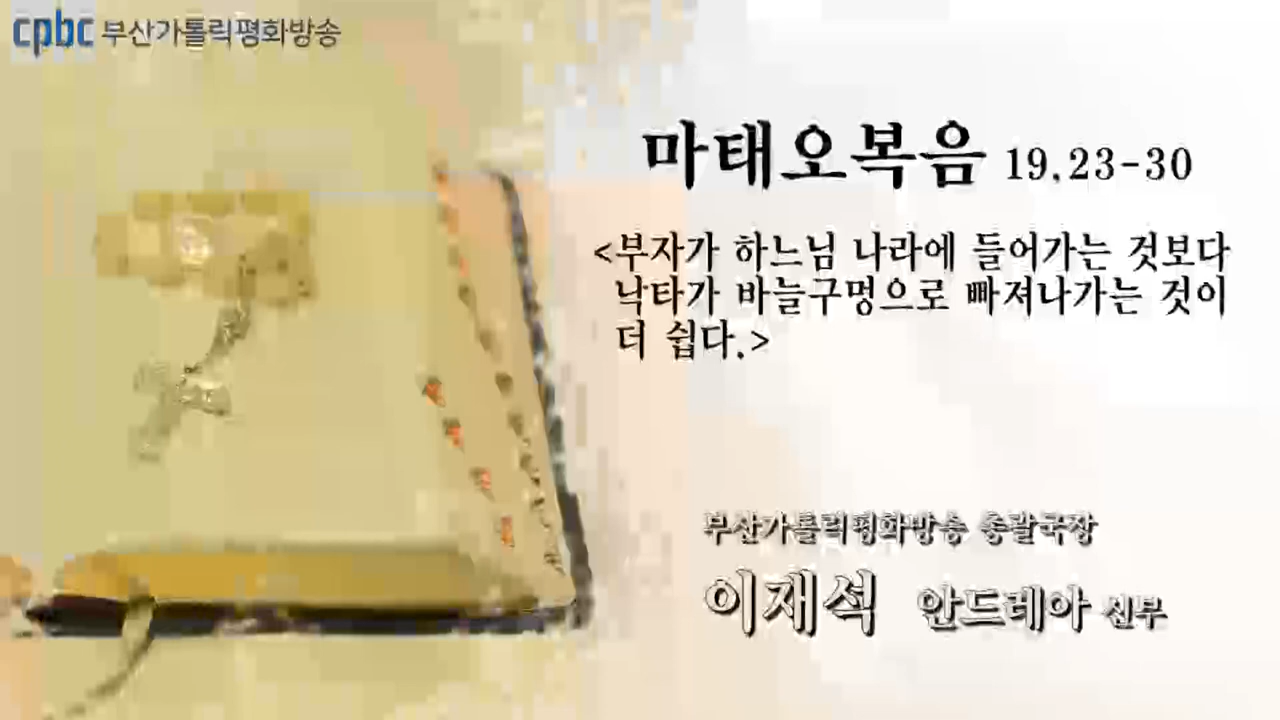 cpbc 부산가톨릭평화방송
마태오복음 19,23-30
<부자가 하느님 나라에 들어가는 것보다
낙타가 바늘구멍으로 빠져나가는 것이
더 쉽다.>
부산가톨릭평화방송 총괄국장
이재석 안드레아 신부